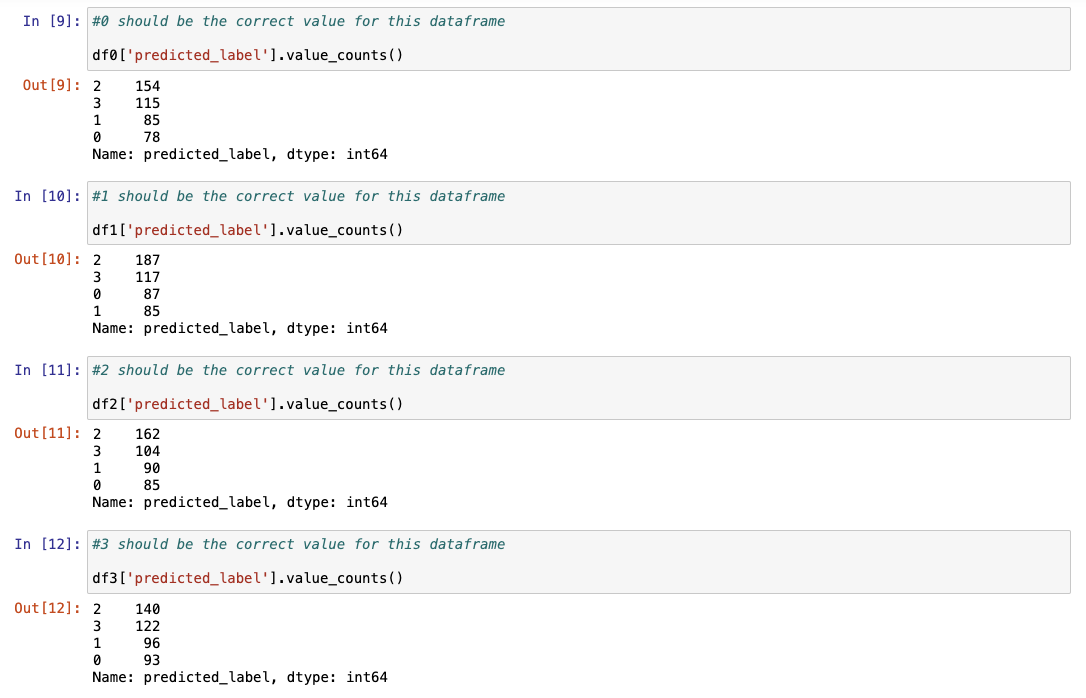 In [9]: #0 should be the correct value for this dataframe
df0['predicted_label'].value_counts()
Out[9]: 2    154
3    115
1     85
0     78
Name: predicted_label, dtype: int64
In [10]: #1 should be the correct value for this dataframe
df1['predicted_label'].value_counts()
Out[10]: 2    187
3    117
0     87
1     85
Name: predicted_label, dtype: int64
In [11]: #2 should be the correct value for this dataframe
df2['predicted_label'].value_counts()
Out[11]: 2    162
3    104
1     90
0     85
Name: predicted_label, dtype: int64
In [12]: #3 should be the correct value for this dataframe
df3['predicted_label'].value_counts()
Out[12]: 2    140
3    122
1     96
0     93
Name: predicted_label, dtype: int64